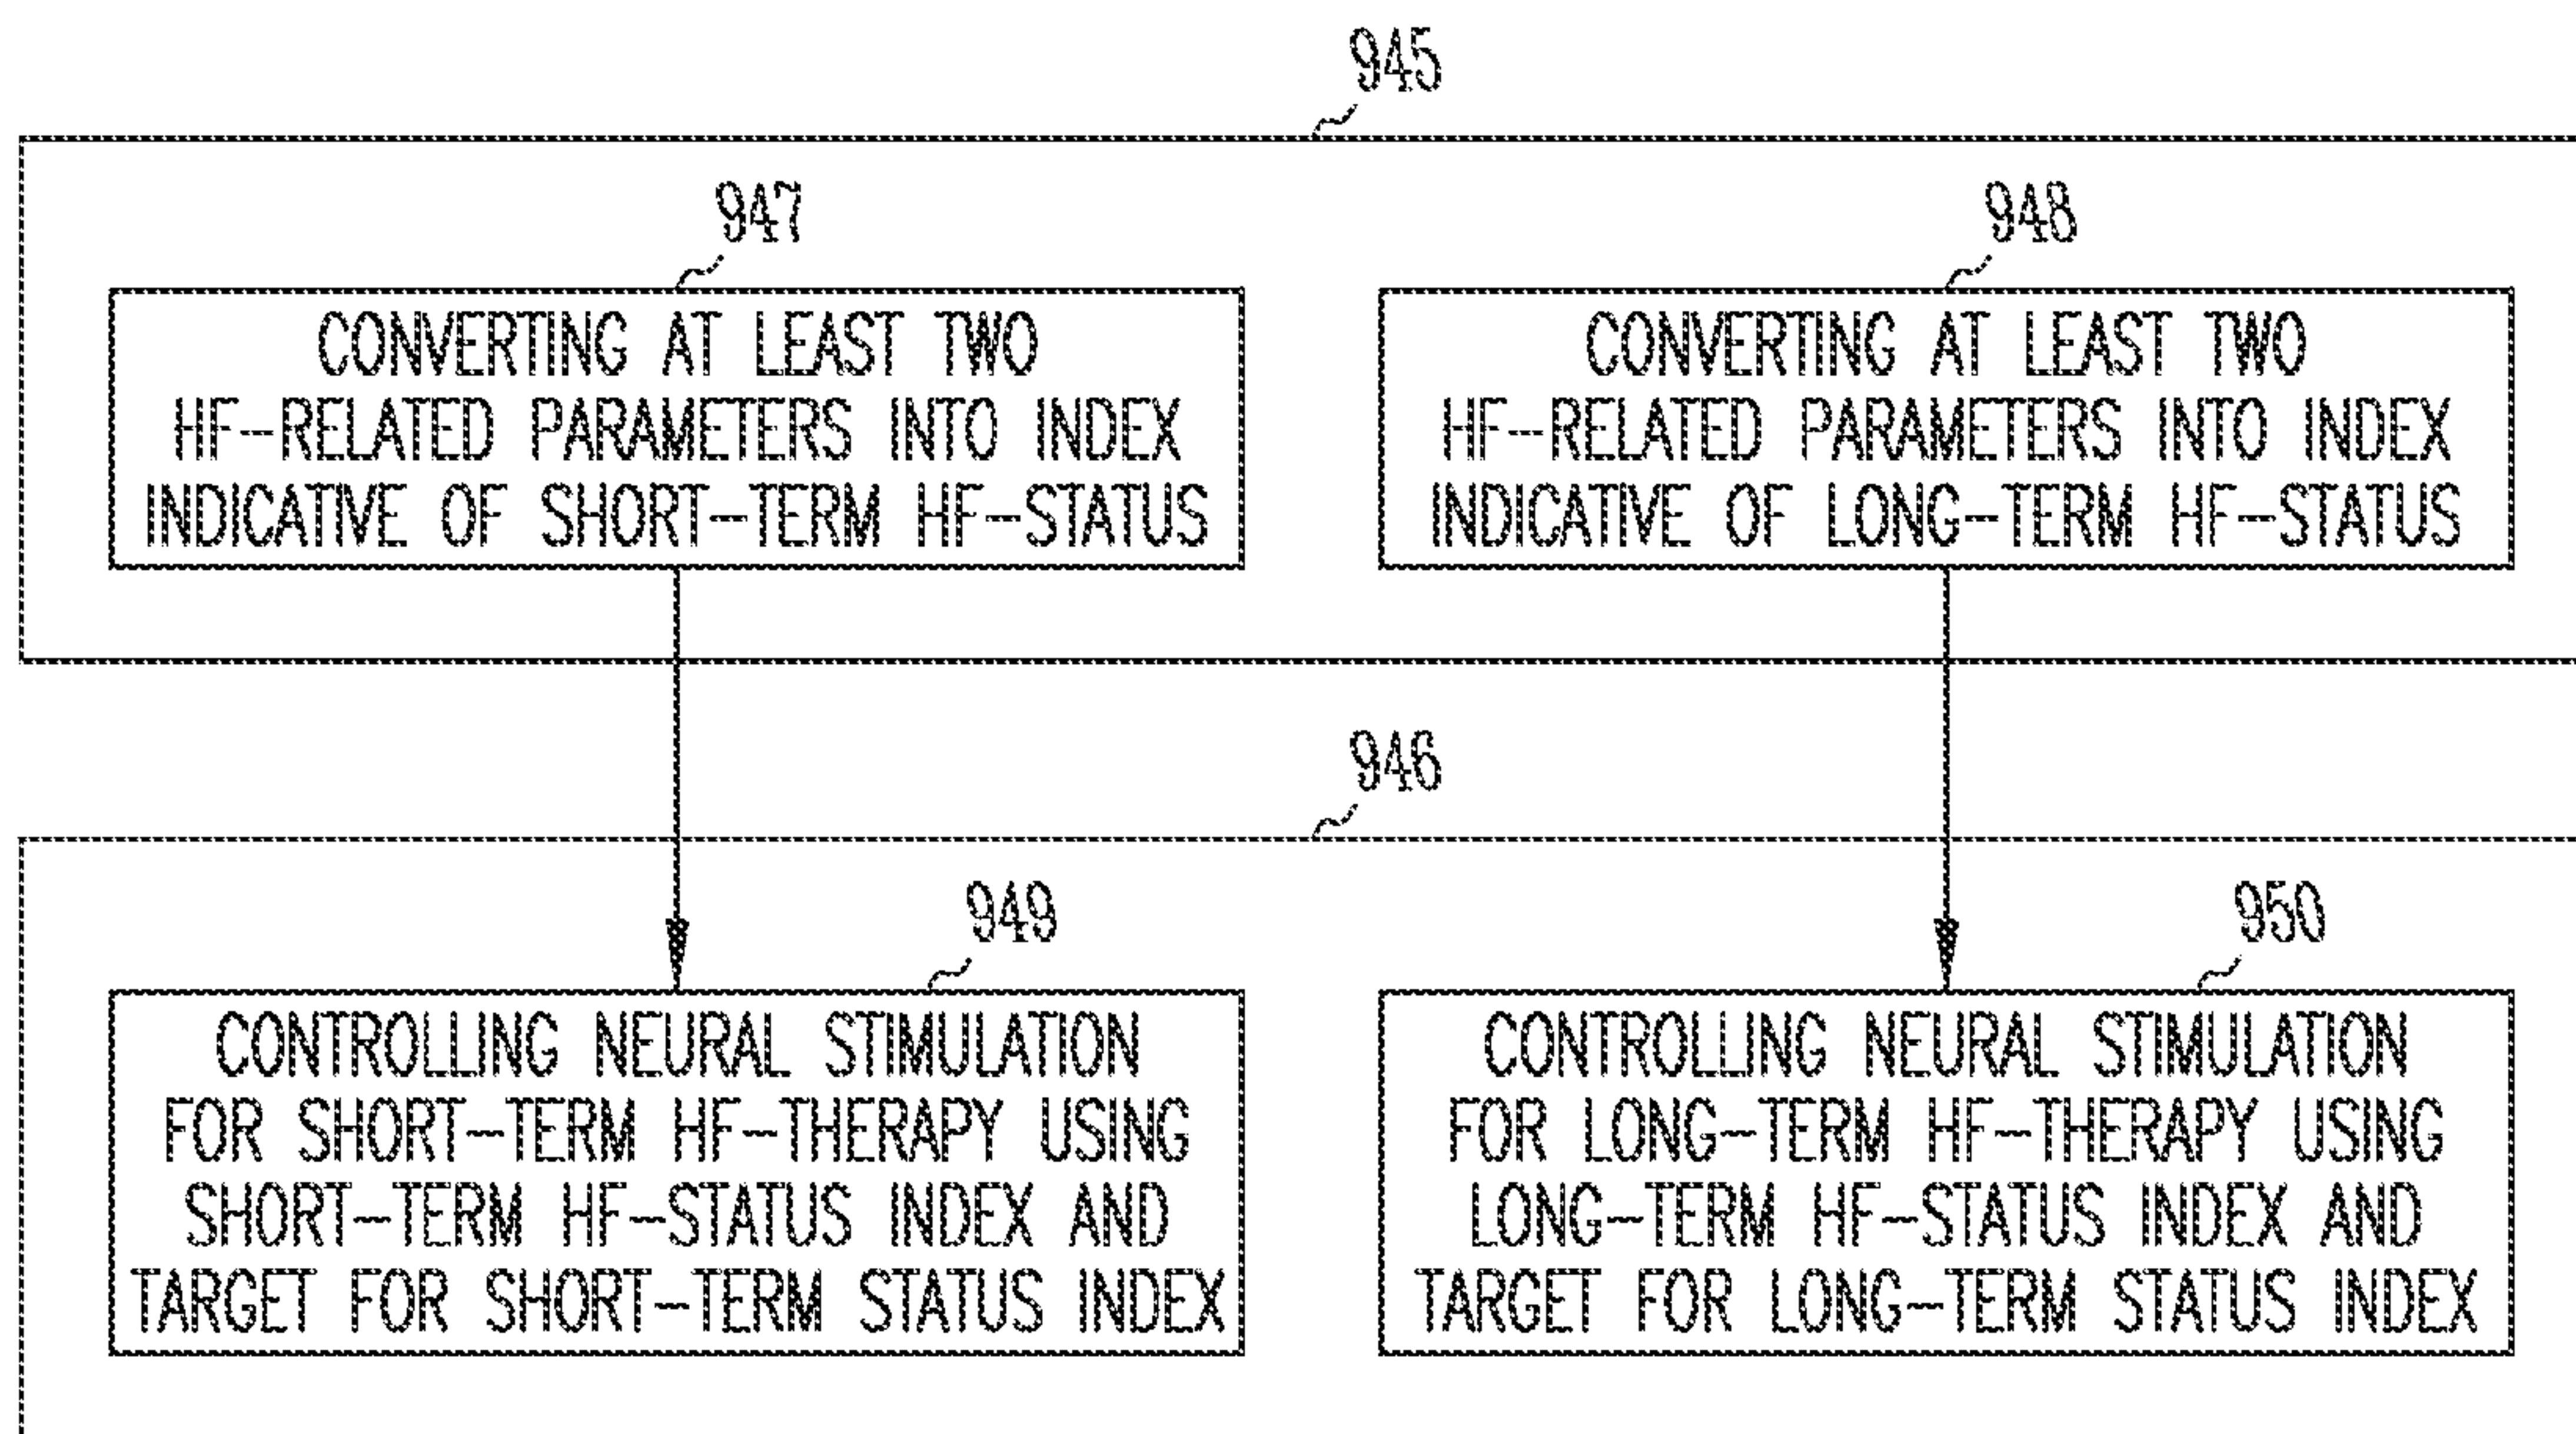 945
947
CONVERTING AT LEAST TWO
HF-RELATED PARAMETERS INTO INDEX
INDICATIVE OF SHORT-TERM HF-STATUS
948
CONVERTING AT LEAST TWO
HF-RELATED PARAMETERS INTO INDEX
INDICATIVE OF LONG-TERM HF-STATUS
946
949
CONTROLLING NEURAL STIMULATION
FOR SHORT-TERM HF-THERAPY USING
SHORT-TERM HF-STATUS INDEX AND
TARGET FOR SHORT-TERM STATUS INDEX
950
CONTROLLING NEURAL STIMULATION
FOR LONG-TERM HF-THERAPY USING
LONG-TERM HF-STATUS INDEX AND
TARGET FOR LONG-TERM STATUS INDEX